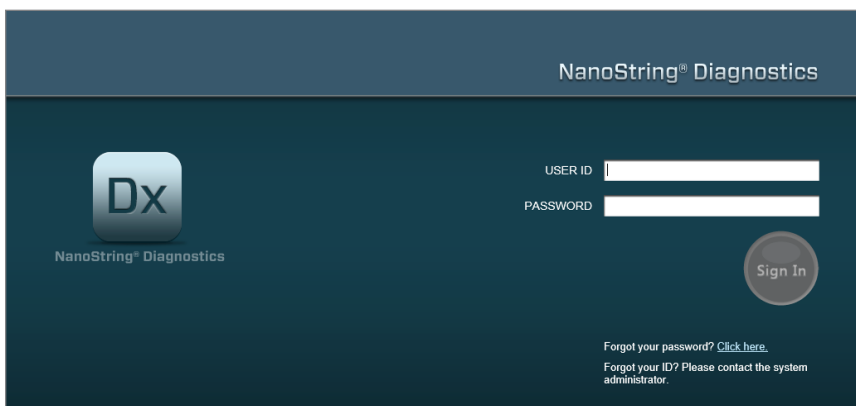 NanoString® Diagnostics
Dx
NanoString® Diagnostics
USER ID
PASSWORD
Sign In
Forgot your password? Click here.
Forgot your ID? Please contact the system
administrator.